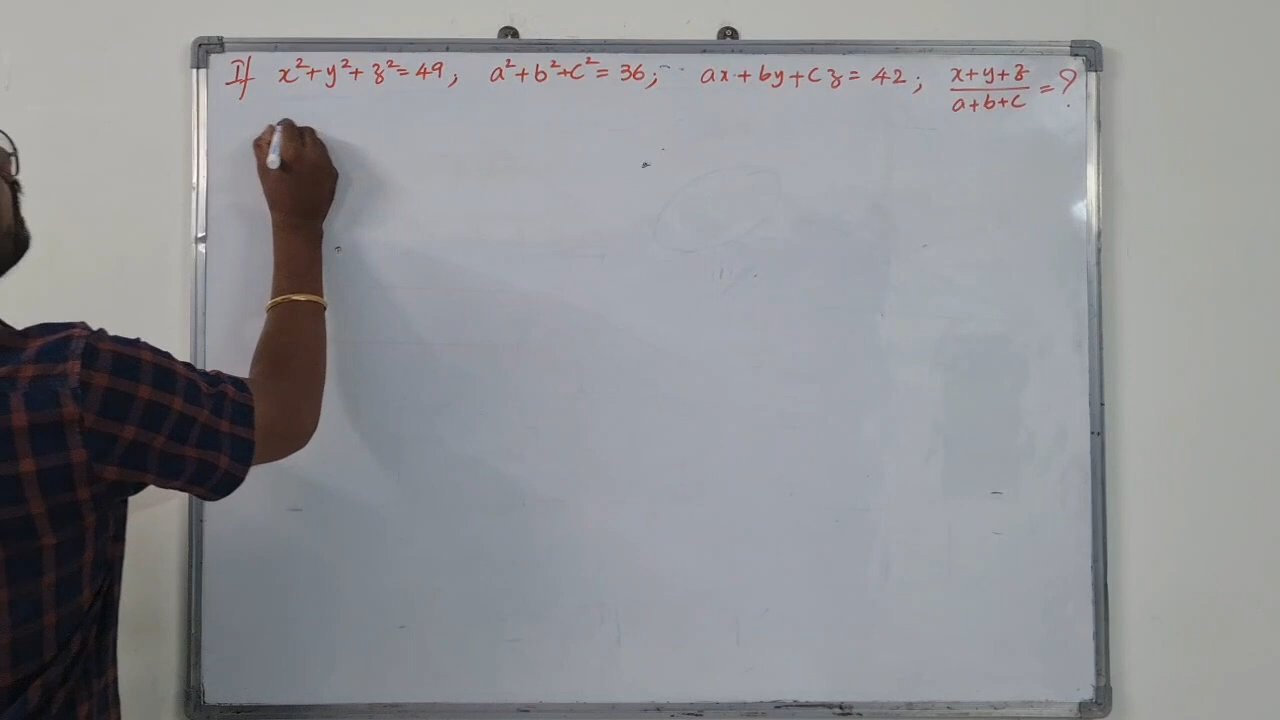 If x²+y²+z²=49, a²+b²+c²=36; ax+by+cz=42; (x+y+z)/(a+b+c)=?